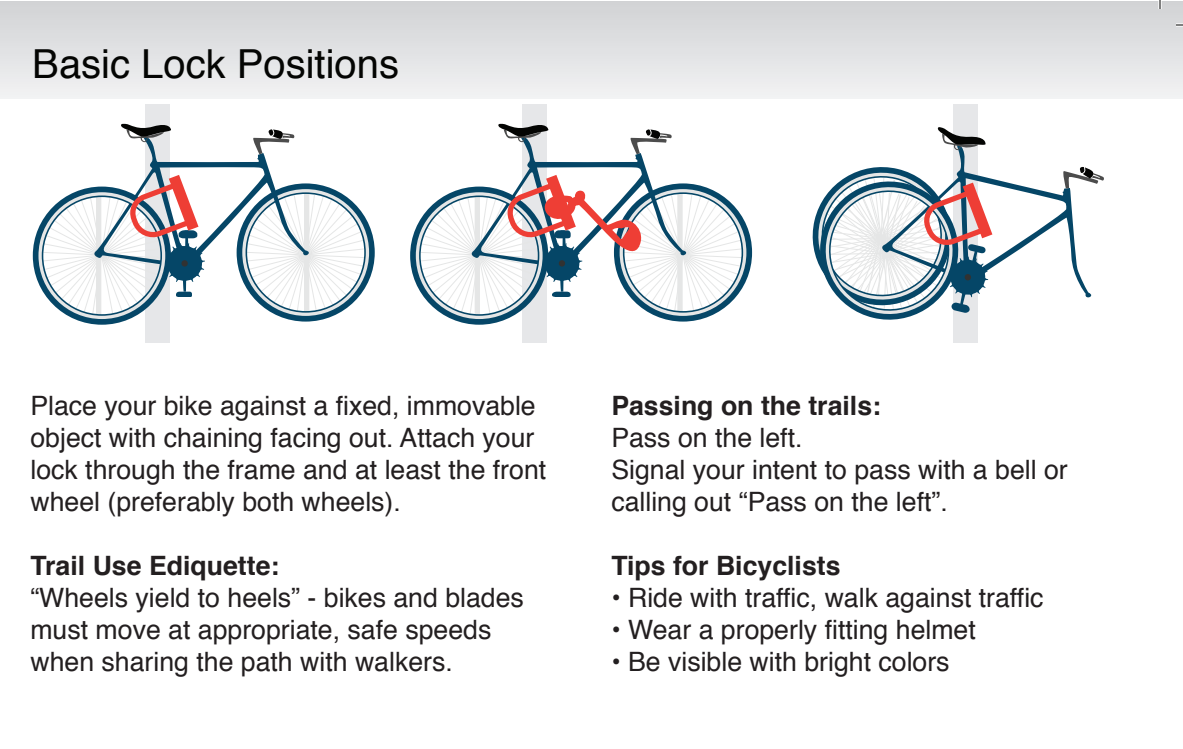 Basic Lock Positions
Place your bike against a fixed, immovable
object with chaining facing out. Attach your
lock through the frame and at least the front
wheel (preferably both wheels).
Trail Use Ediquette:
“Wheels yield to heels” - bikes and blades
must move at appropriate, safe speeds
when sharing the path with walkers.
Passing on the trails:
Pass on the left.
Signal your intent to pass with a bell or
calling out “Pass on the left”.
Tips for Bicyclists
• Ride with traffic, walk against traffic
• Wear a properly fitting helmet
• Be visible with bright colors